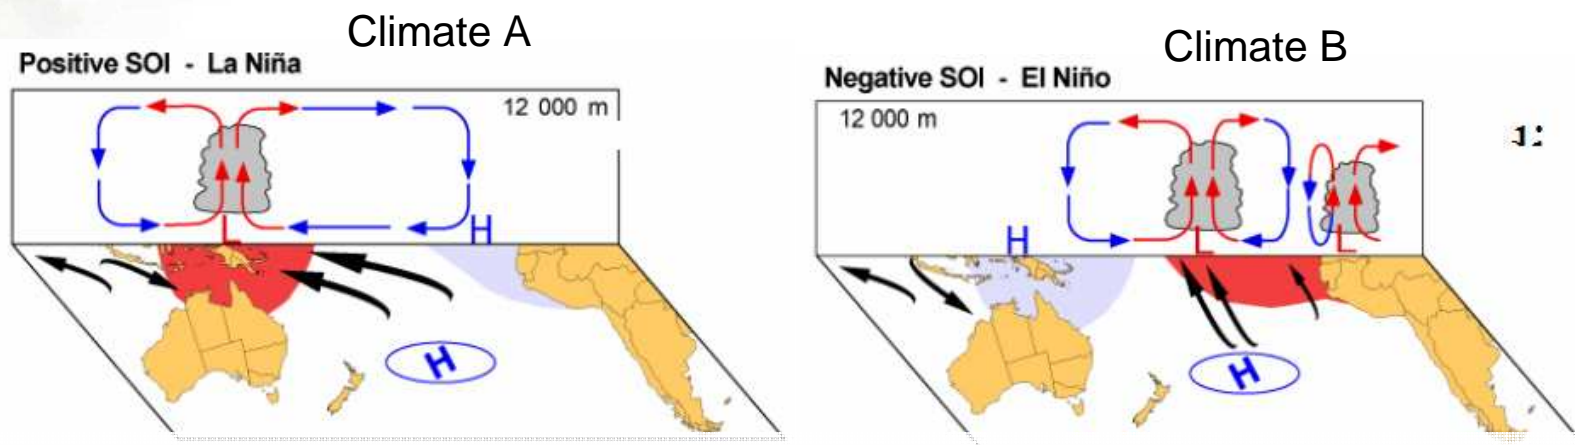 Climate A
Positive SOI - La Niña
12 000 m
L
H
H
Climate B
Negative SOI - El Niño
12 000 m
H
L
L
H